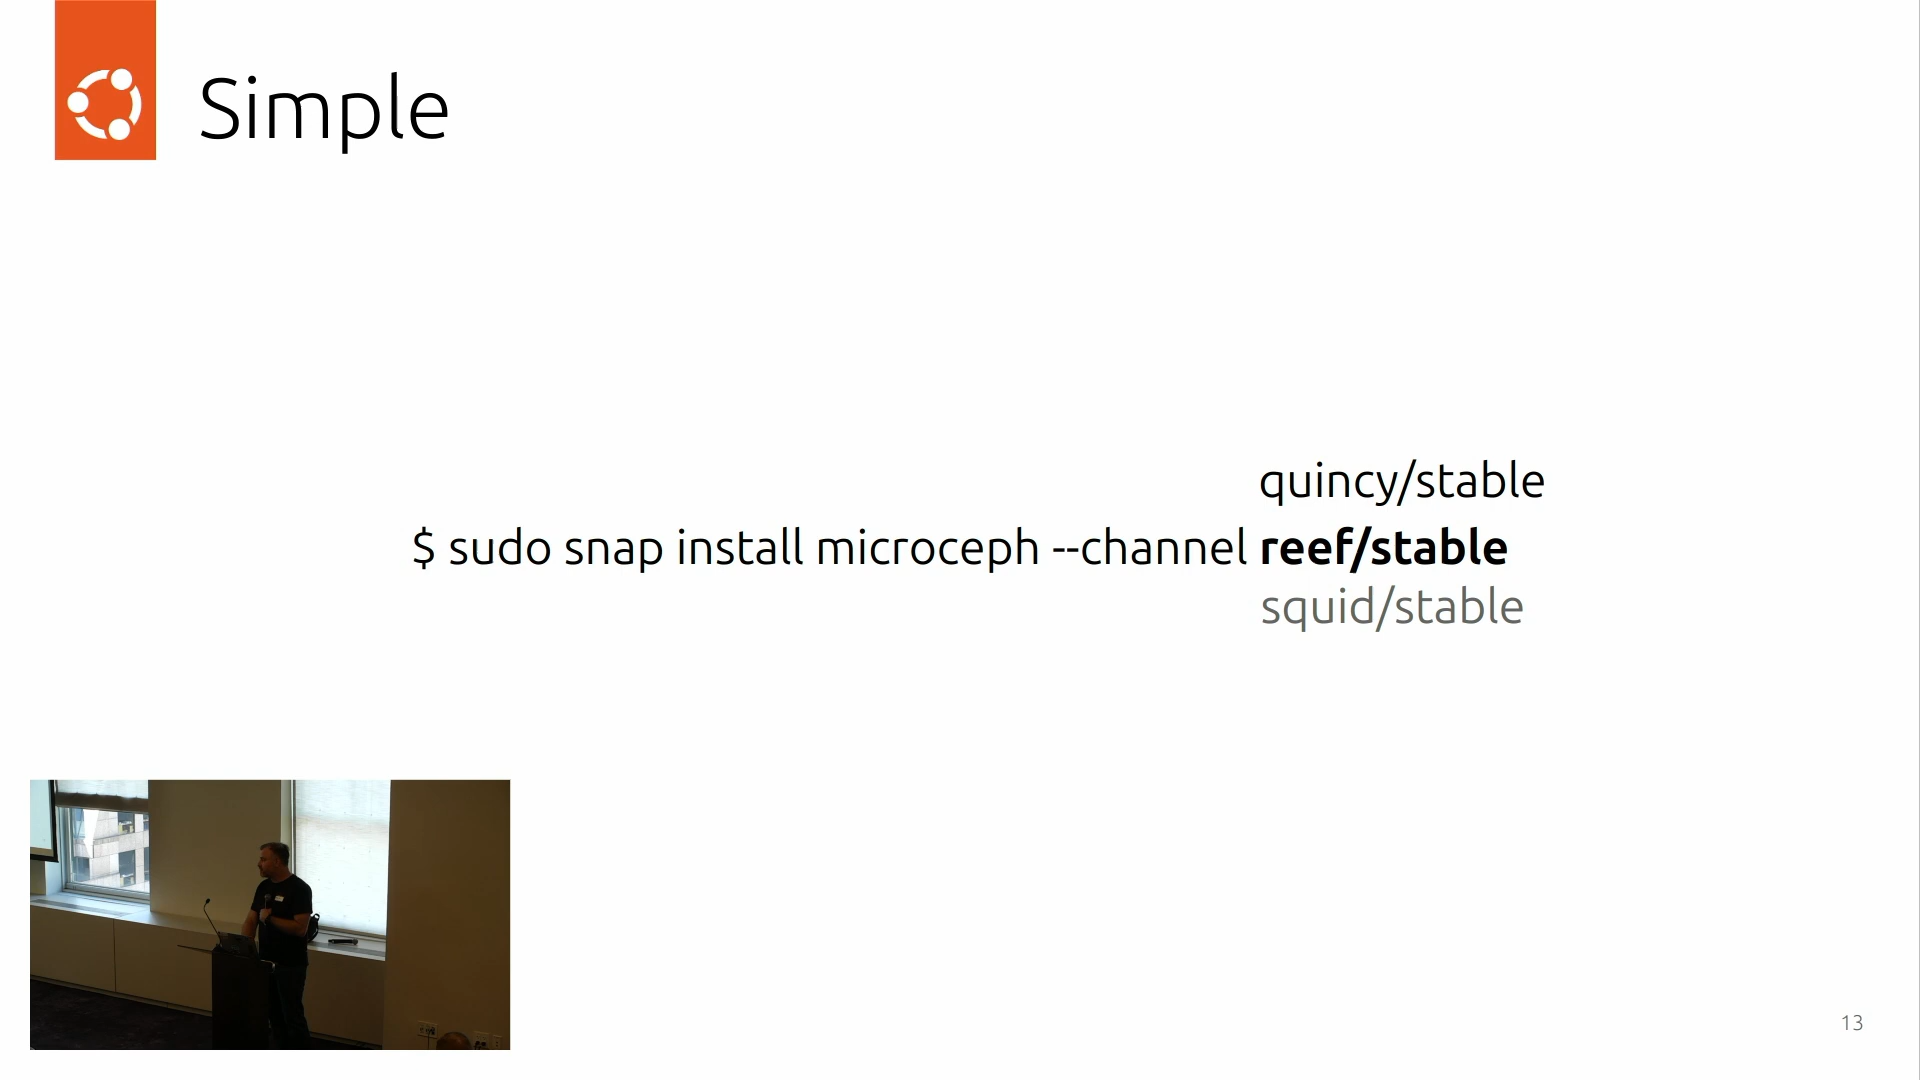 Simple
quincy/stable
$ sudo snap install microceph --channel reef/stable
squid/stable
13